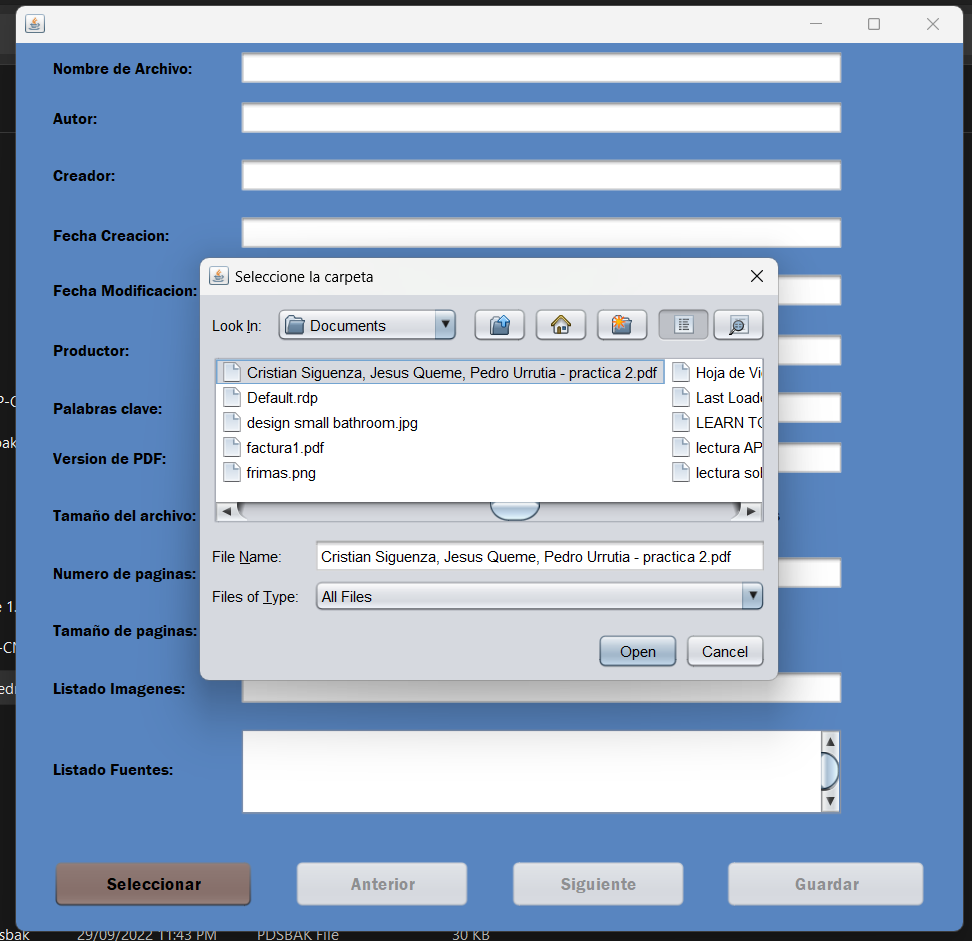 Nombre de Archivo:
Autor:
Creador:
Fecha Creacion:
Fecha Modificacion:
Productor:
Palabras clave:
Version de PDF:
Tamaño del archivo:
Numero de paginas:
Tamaño de paginas:
Listado Imagenes:
Listado Fuentes:
Seleccione la carpeta
Look In:
Documents
Cristian Siguenza, Jesus Queme, Pedro Urrutia - practica 2.pdf
Default.rdp
design small bathroom.jpg
factura1.pdf
frimas.png
Hoja de Vi
Last Load
LEARN TO
lectura AP
lectura sol
File Name:
Cristian Siguenza, Jesus Queme, Pedro Urrutia - practica 2.pdf
Files of Type:
All Files
Open
Cancel
Seleccionar
Anterior
Siguiente
Guardar
sbak
29/09/2022 11:43 PM
PDSBAK File
30 KB